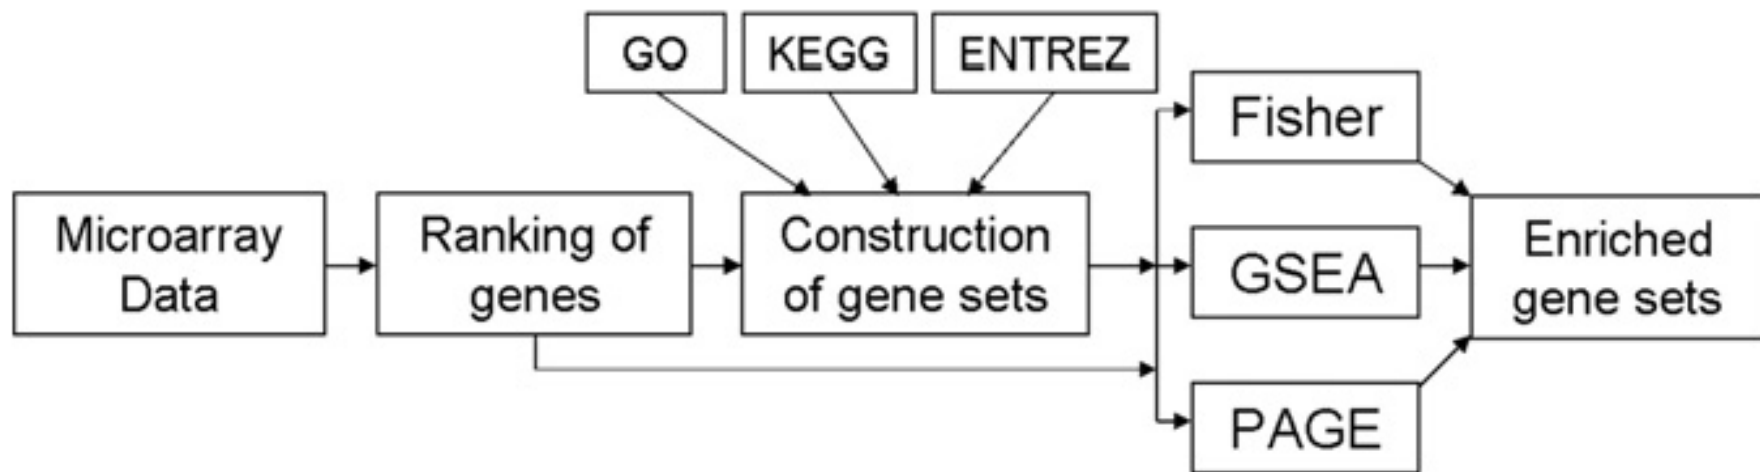 GO
KEGG
ENTREZ
Fisher
Microarray
Data
Ranking of
genes
Construction
of gene sets
GSEA
Enriched
gene sets
PAGE